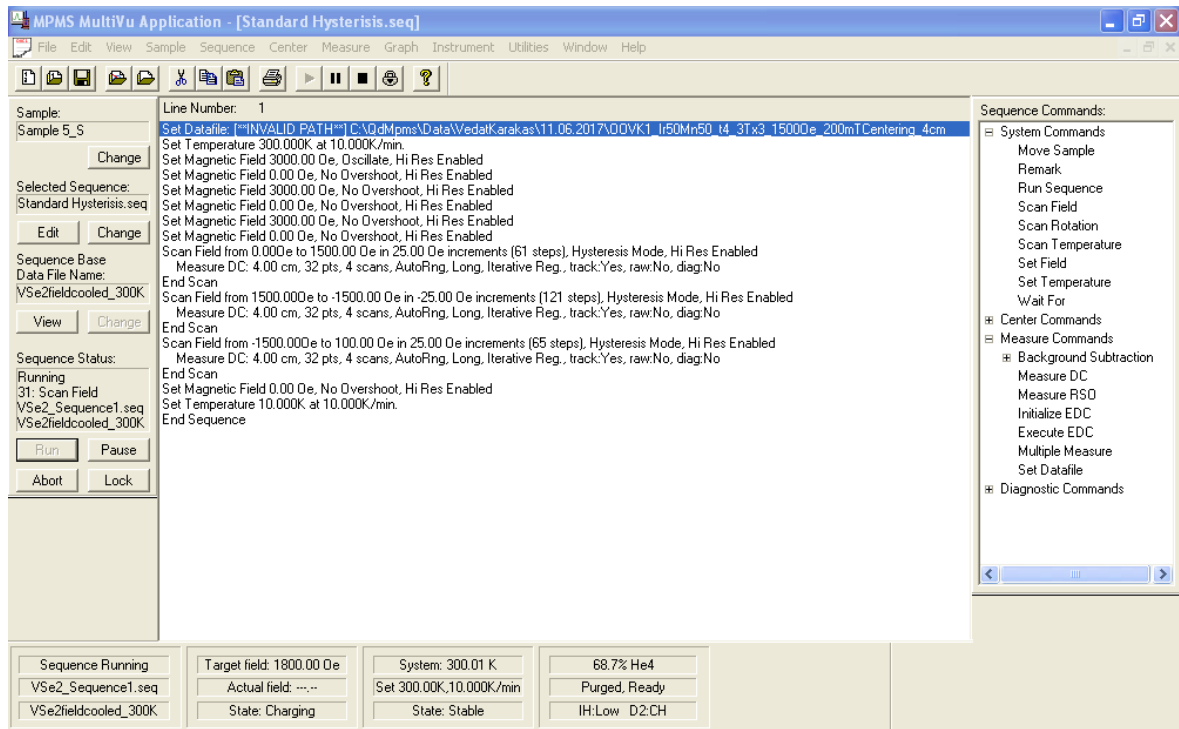 MPMS MultiVu Application - [Standard Hysterisis.seq]
File Edit View Sample Sequence Center Measure Graph Instrument Utilities Window Help
Sample:
Sample 5_S
Change
Selected Sequence:
Standard Hysterisis.seq
Edit Change
Sequence Base
Data File Name:
VSe2fieldcooled_300K
View Change
Sequence Status:
Running
31: Scan Field
VSe2_Sequence1.seq
VSe2fieldcooled_300K
Run Pause
Abort Lock
Line Number: 1
Set Datafile: [**INVALID PATH**] C:\QdMpms\Data\VedatKarakas\11.06.2017\OOVK1_Ir50Mn50_t4_3Tx3_1500Oe_200mTCentering_4cm
Set Temperature 300.000K at 10.000K/min.
Set Magnetic Field 3000.00 Oe, Oscillate, Hi Res Enabled
Set Magnetic Field 0.00 Oe, No Overshoot, Hi Res Enabled
Set Magnetic Field 3000.00 Oe, No Overshoot, Hi Res Enabled
Set Magnetic Field 0.00 Oe, No Overshoot, Hi Res Enabled
Set Magnetic Field 3000.00 Oe, No Overshoot, Hi Res Enabled
Set Magnetic Field 0.00 Oe, No Overshoot, Hi Res Enabled
Scan Field from 0.00Oe to 1500.00 Oe in 25.00 Oe increments (61 steps), Hysteresis Mode, Hi Res Enabled
Measure DC: 4.00 cm, 32 pts, 4 scans, AutoRng, Long, Iterative Reg., track:Yes, raw:No, diag:No
End Scan
Scan Field from 1500.00Oe to -1500.00 Oe in -25.00 Oe increments (121 steps), Hysteresis Mode, Hi Res Enabled
Measure DC: 4.00 cm, 32 pts, 4 scans, AutoRng, Long, Iterative Reg., track:Yes, raw:No, diag:No
End Scan
Scan Field from -1500.00Oe to 100.00 Oe in 25.00 Oe increments (65 steps), Hysteresis Mode, Hi Res Enabled
Measure DC: 4.00 cm, 32 pts, 4 scans, AutoRng, Long, Iterative Reg., track:Yes, raw:No, diag:No
End Scan
Set Magnetic Field 0.00 Oe, No Overshoot, Hi Res Enabled
Set Temperature 10.000K at 10.000K/min.
End Sequence
Sequence Commands:
System Commands
Move Sample
Remark
Run Sequence
Scan Field
Scan Rotation
Scan Temperature
Set Field
Set Temperature
Wait For
Center Commands
Measure Commands
Background Subtraction
Measure DC
Measure RSO
Initialize EDC
Execute EDC
Multiple Measure
Set Datafile
Diagnostic Commands
Sequence Running
VSe2_Sequence1.seq
VSe2fieldcooled_300K
Target field: 1800.00 Oe
Actual field: ---.--
State: Charging
System: 300.01 K
Set 300.00K,10.000K/min
State: Stable
68.7% He4
Purged, Ready
IH:Low D2:CH